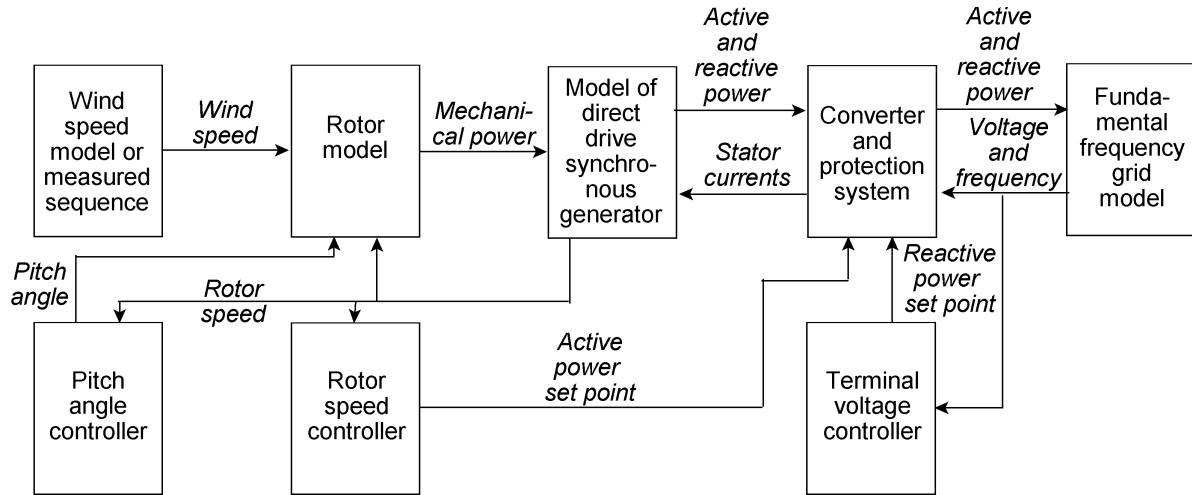 Wind
speed
model or
measured
sequence
Wind
speed
Rotor
model
Mechani-
cal power
Model of
direct
drive
synchro-
nous
generator
Active
and
reactive
power
Stator
currents
Converter
and
protection
system
Active
and
reactive
power
Voltage
and
frequency
Funda-
mental
frequency
grid
model
Pitch
angle
Rotor
speed
Reactive
power
set point
Pitch
angle
controller
Rotor
speed
controller
Active
power
set point
Terminal
voltage
controller